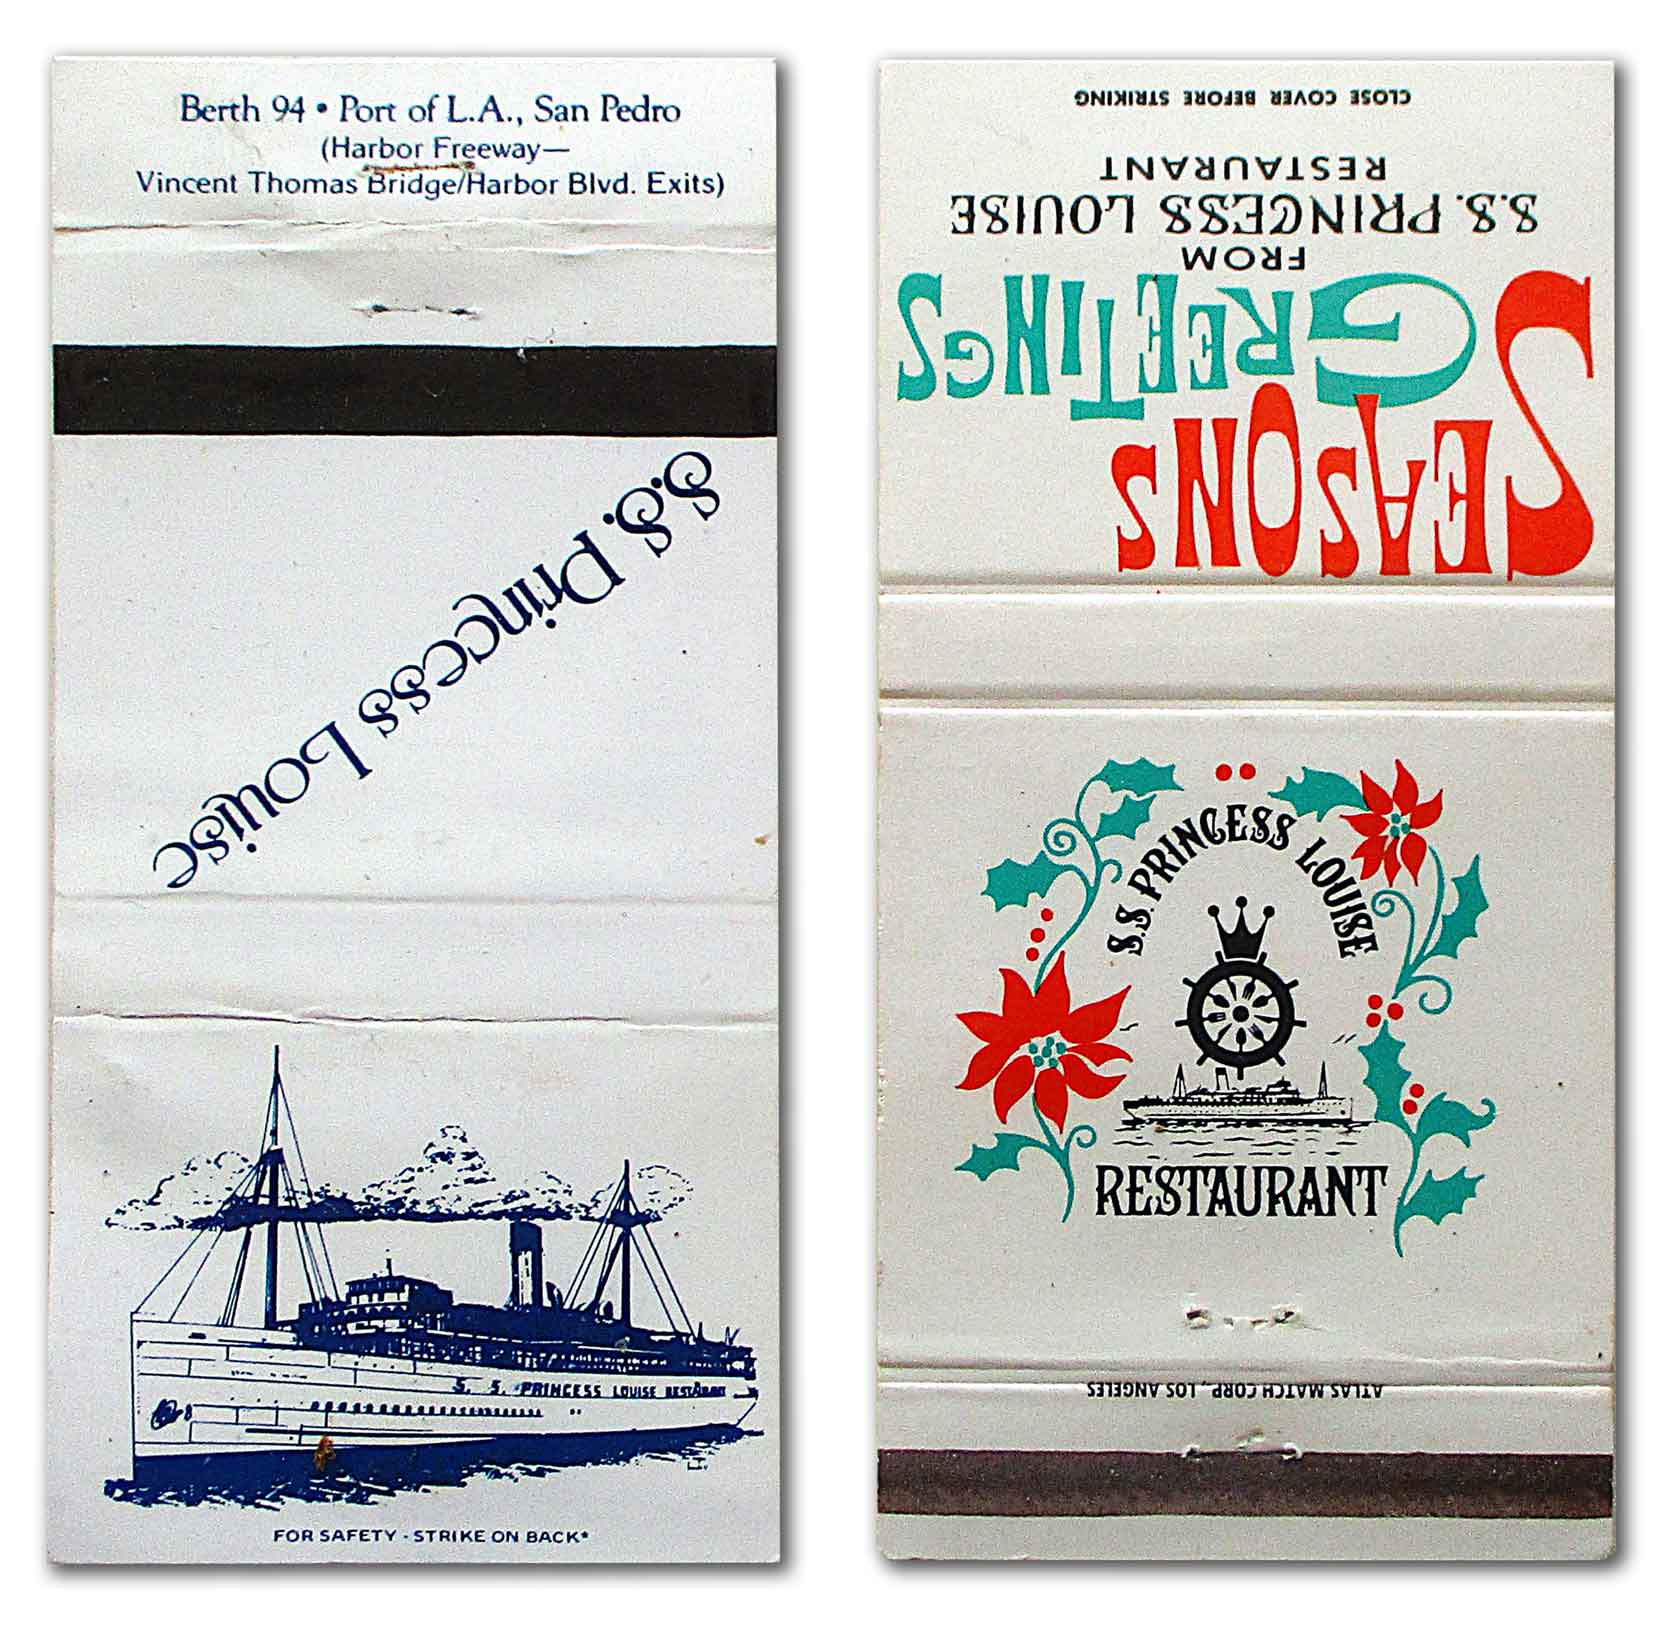 Berth 94 • Port of L.A., San Pedro
(Harbor Freeway—
Vincent Thomas Bridge/Harbor Blvd. Exits)
S.S. Princess Louise
S. S. PRINCESS LOUISE RESTAURANT
FOR SAFETY - STRIKE ON BACK*
SEASONS
GREETINGS
FROM
S.S. PRINCESS LOUISE
RESTAURANT
CLOSE COVER BEFORE STRIKING
S.S. PRINCESS LOUISE
RESTAURANT
ATLAS MATCH CORP., LOS ANGELES